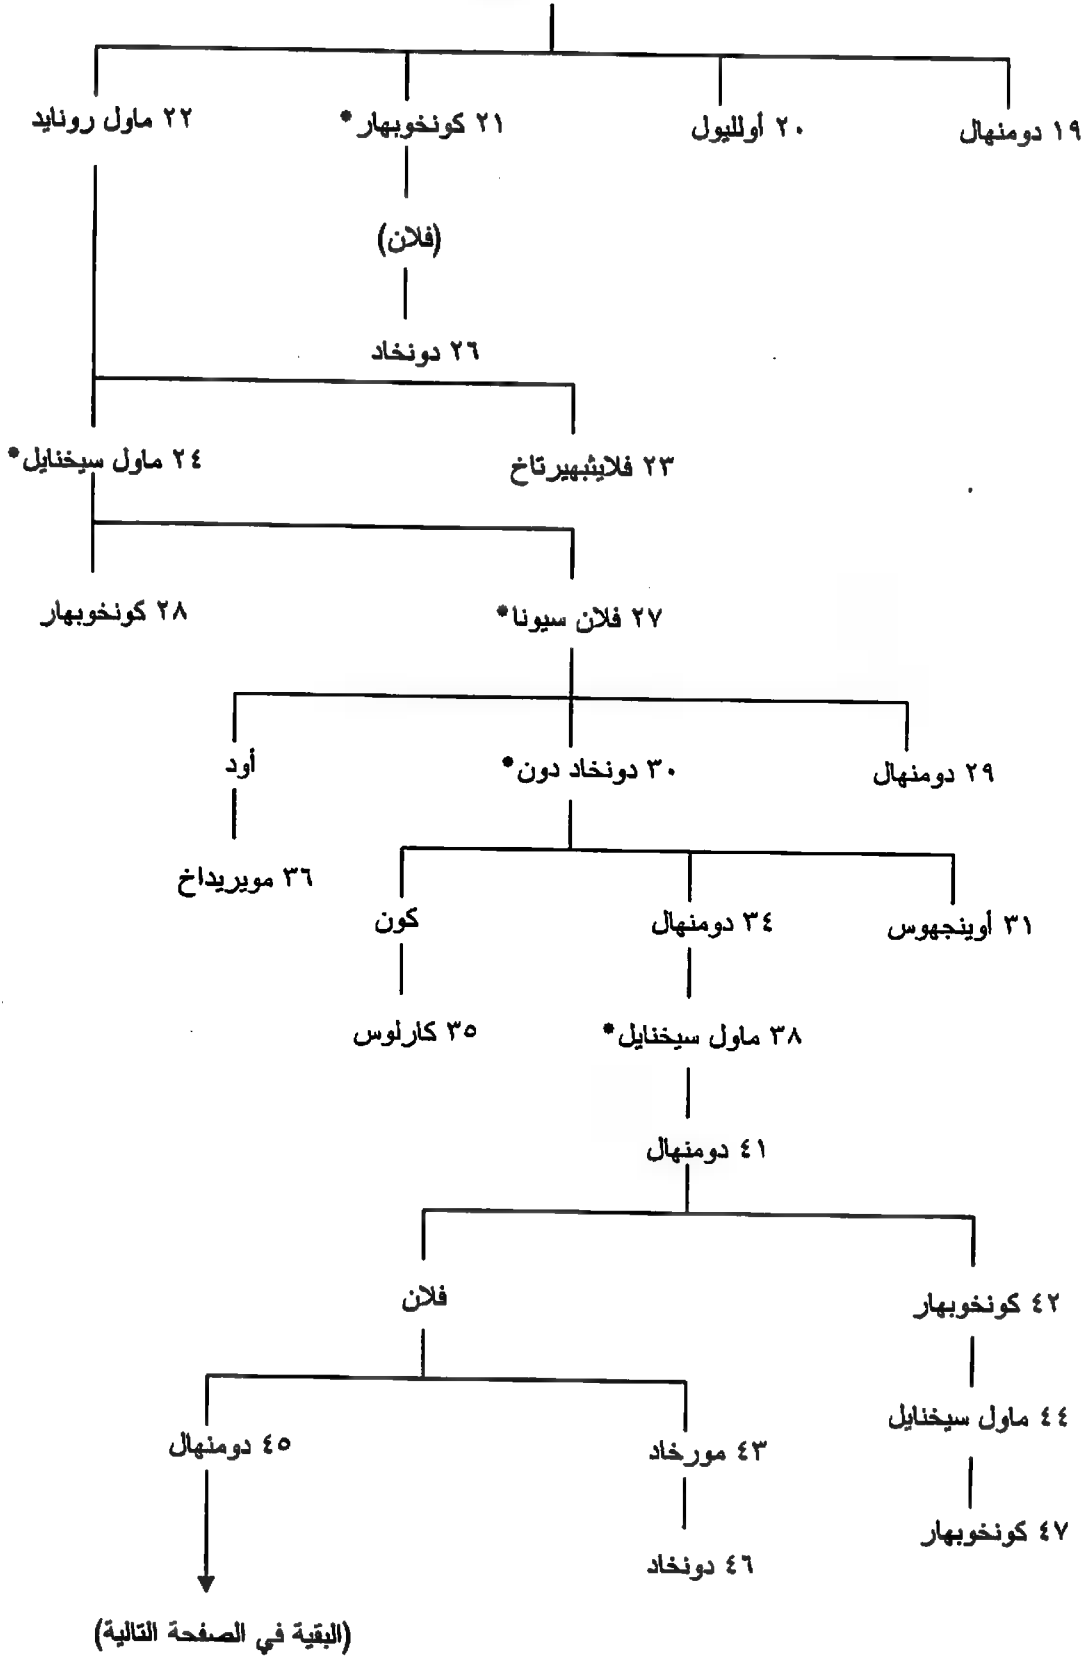 ١٩ دومنهال
٢٠ أولليول
٢١ كونخوبهار*
٢٢ ماول رونايد
(فلان)
٢٦ دونخاد
٢٣ فلايثبهيرتاخ
٢٤ ماول سيخنايل*
٢٧ فلان سيونا*
٢٨ كونخوبهار
٢٩ دومنهال
٣٠ دونخاد دون*
أود
٣٦ مويريداخ
٣١ أوينجهوس
٣٤ دومنهال
كون
٣٨ ماول سيخنايل*
٣٥ كارلوس
٤١ دومنهال
٤٢ كونخوبهار
فلان
٤٤ ماول سيخنايل
٤٣ مورخاد
٤٥ دومنهال
٤٧ كونخوبهار
٤٦ دونخاد
(البقية في الصفحة التالية)